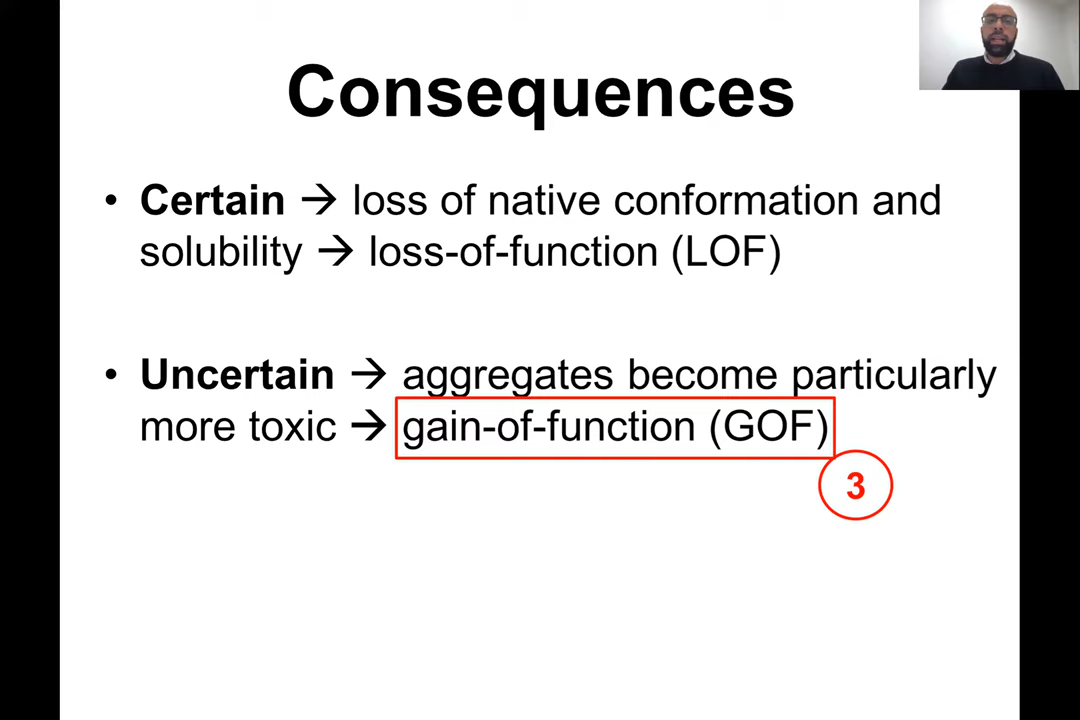 Consequences
• Certain → loss of native conformation and
solubility → loss-of-function (LOF)
• Uncertain → aggregates become particularly
more toxic → gain-of-function (GOF)
3